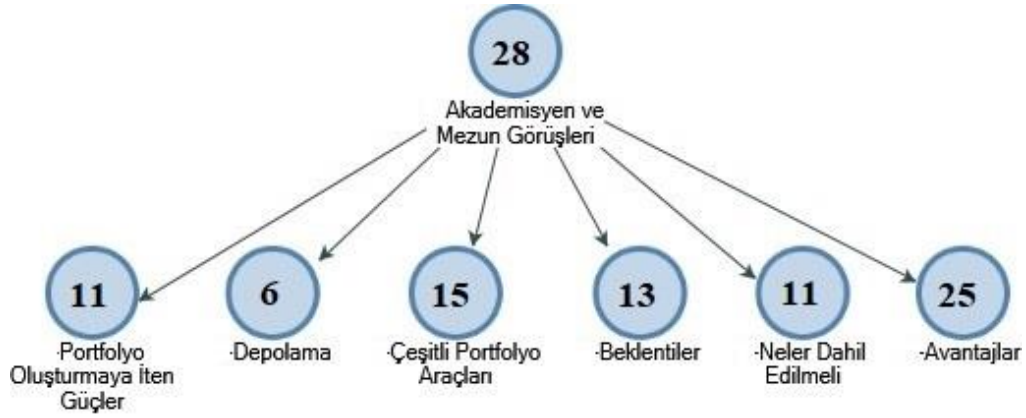 28
Akademisyen ve
Mezun Görüşleri
11
6
15
13
11
25
-Portfolyo
Oluşturmaya İten
Güçler
-Depolama
-Çeşitli Portfolyo
Araçları
-Beklentiler
-Neler Dahil
Edilmeli
-Avantajlar